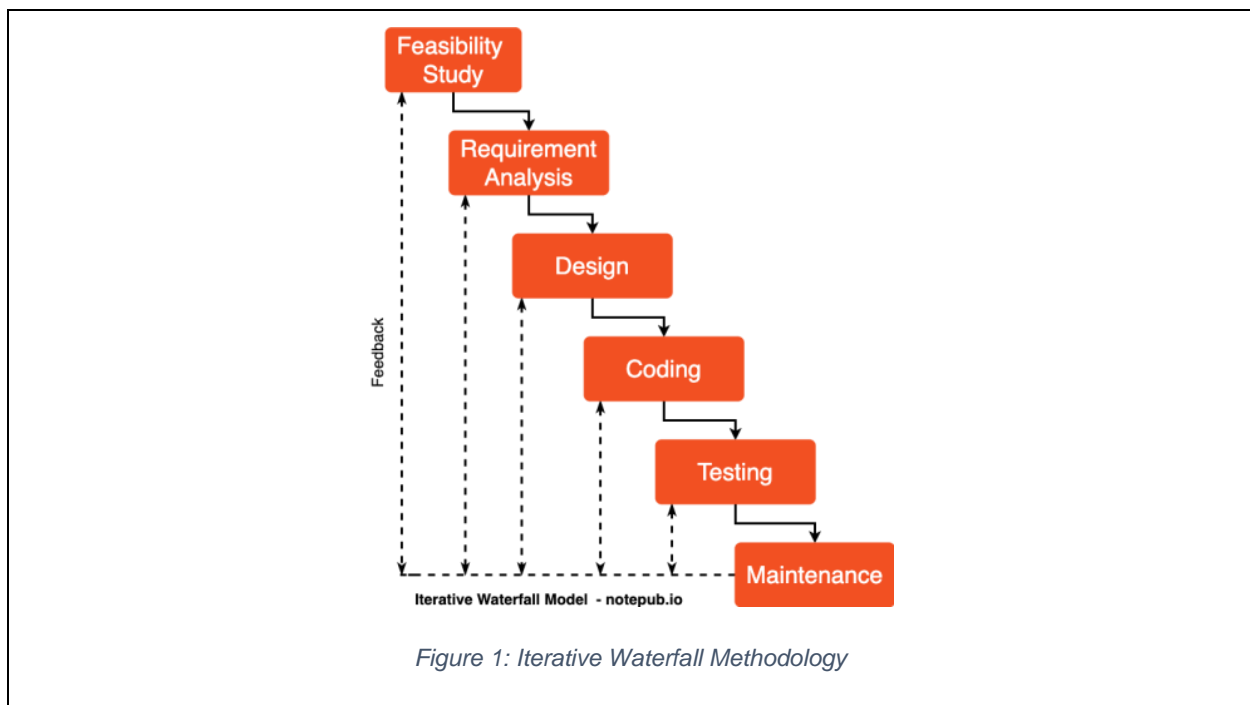 Feasibility
Study
Requirement
Analysis
Design
Feedback
Coding
Testing
Maintenance
Iterative Waterfall Model - notepub.io
Figure 1: Iterative Waterfall Methodology